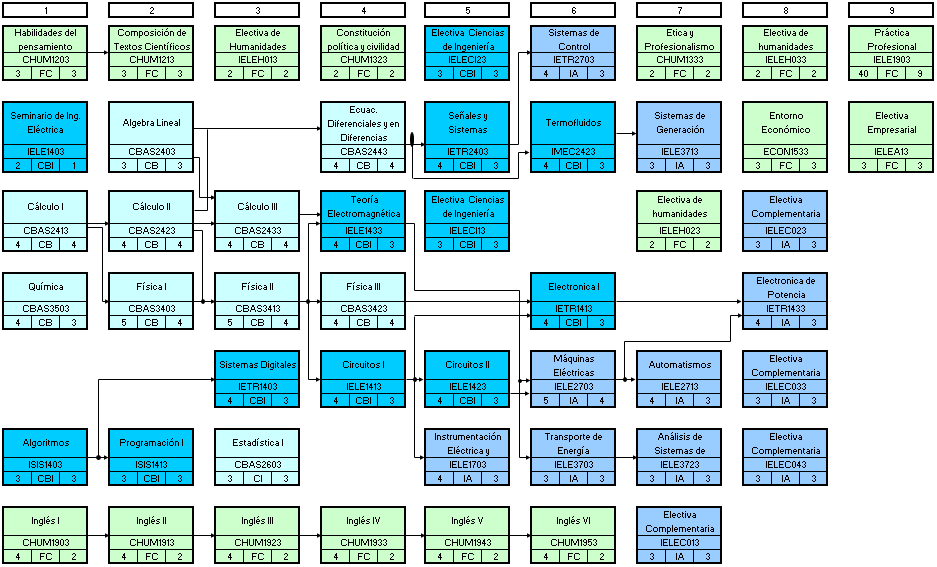 1 2 3 4 5 6 7 8 9
Habilidades del
pensamiento
CHUM1203
3 FC 3
Composición de
Textos Científicos
CHUM1213
3 FC 3
Electiva de
Humanidades
IELEH013
2 FC 2
Constitución
política y civilidad
CHUM1323
2 FC 2
Electiva Ciencias
de Ingeniería
IELECI23
3 CBI 3
Sistemas de
Control
IETR2703
4 IA 3
Etica y
Profesionalismo
CHUM1333
2 FC 2
Electiva de
humanidades
IELEH033
2 FC 2
Práctica
Profesional
IELE1903
40 FC 9
Seminario de Ing.
Eléctrica
IELE1403
2 CBI 1
Algebra Lineal
CBAS2403
3 CB 3
Ecuac.
Diferenciales y en
Diferencias
CBAS2443
4 CB 4
Señales y
Sistemas
IETR2403
4 CBI 3
Termofluidos
IMEC2423
4 CBI 3
Sistemas de
Generación
IELE3713
3 IA 3
Entorno
Económico
ECON1533
3 FC 3
Electiva
Empresarial
IELEA13
3 FC 3
Cálculo I
CBAS2413
4 CB 4
Cálculo II
CBAS2423
4 CB 4
Cálculo III
CBAS2433
4 CB 4
Teoría
Electromagnética
IELE1433
4 CBI 3
Electiva Ciencias
de Ingeniería
IELECI13
3 CBI 3
Electiva de
humanidades
IELEH023
2 FC 2
Electiva
Complementaria
IELEC023
3 IA 3
Química
CBAS3503
4 CB 3
Física I
CBAS3403
5 CB 4
Física II
CBAS3413
5 CB 4
Física III
CBAS3423
4 CB 4
Electronica I
IETR1413
4 CBI 3
Electronica de
Potencia
IETR1433
4 IA 3
Sistemas Digitales
IETR1403
4 CBI 3
Circuitos I
IELE1413
4 CBI 3
Circuitos II
IELE1423
4 CBI 3
Máquinas
Eléctricas
IELE2703
5 IA 4
Automatismos
IELE2713
4 IA 3
Electiva
Complementaria
IELEC033
3 IA 3
Algoritmos
ISIS1403
3 CBI 3
Programación I
ISIS1413
3 CBI 3
Estadística I
CBAS2603
3 CI 3
Instrumentación
Eléctrica y
IELE1703
4 IA 3
Transporte de
Energía
IELE3703
3 IA 3
Análisis de
Sistemas de
IELE3723
3 IA 3
Electiva
Complementaria
IELEC043
3 IA 3
Inglés I
CHUM1903
4 FC 2
Inglés II
CHUM1913
4 FC 2
Inglés III
CHUM1923
4 FC 2
Inglés IV
CHUM1933
4 FC 2
Inglés V
CHUM1943
4 FC 2
Inglés VI
CHUM1953
4 FC 2
Electiva
Complementaria
IELEC013
3 IA 3